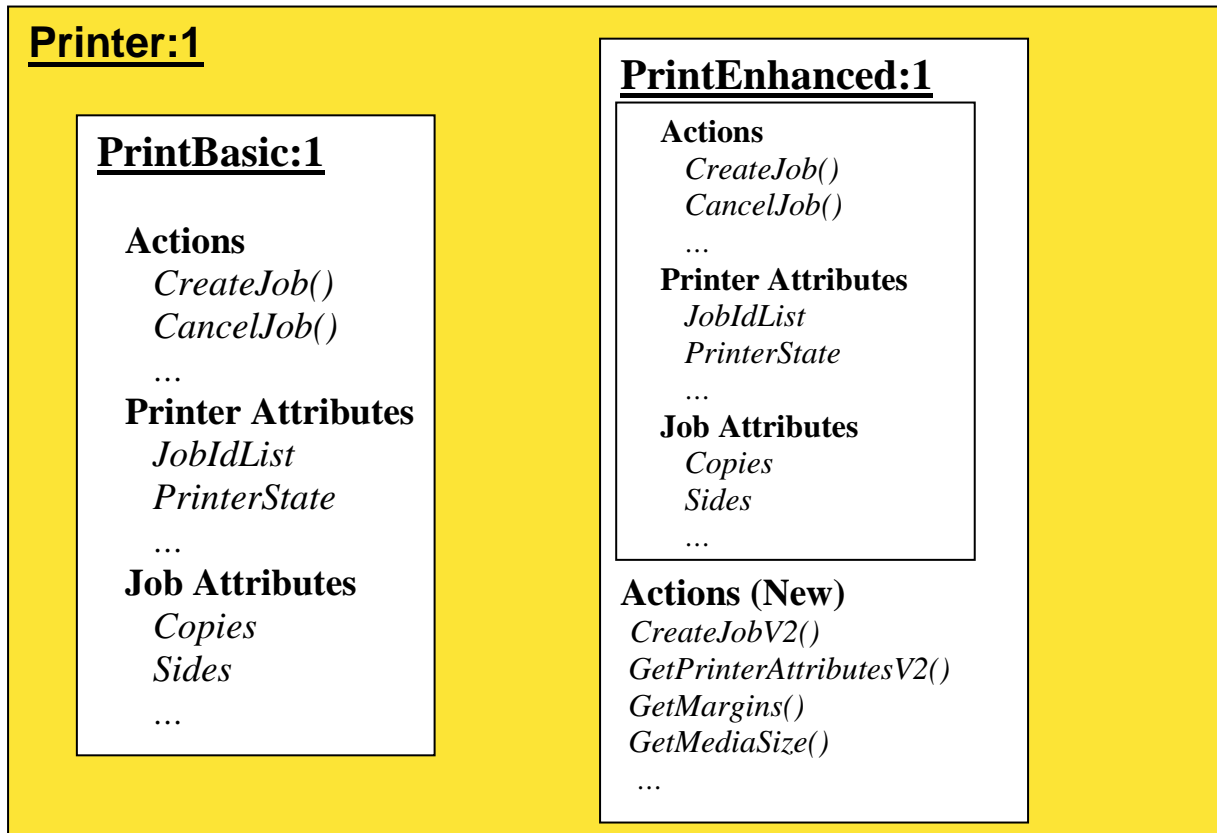 Printer:1
PrintBasic:1
Actions
CreateJob()
CancelJob()
…
Printer Attributes
JobIdList
PrinterState
…
Job Attributes
Copies
Sides
…
PrintEnhanced:1
Actions
CreateJob()
CancelJob()
…
Printer Attributes
JobIdList
PrinterState
…
Job Attributes
Copies
Sides
…
Actions (New)
CreateJobV2()
GetPrinterAttributesV2()
GetMargins()
GetMediaSize()
…